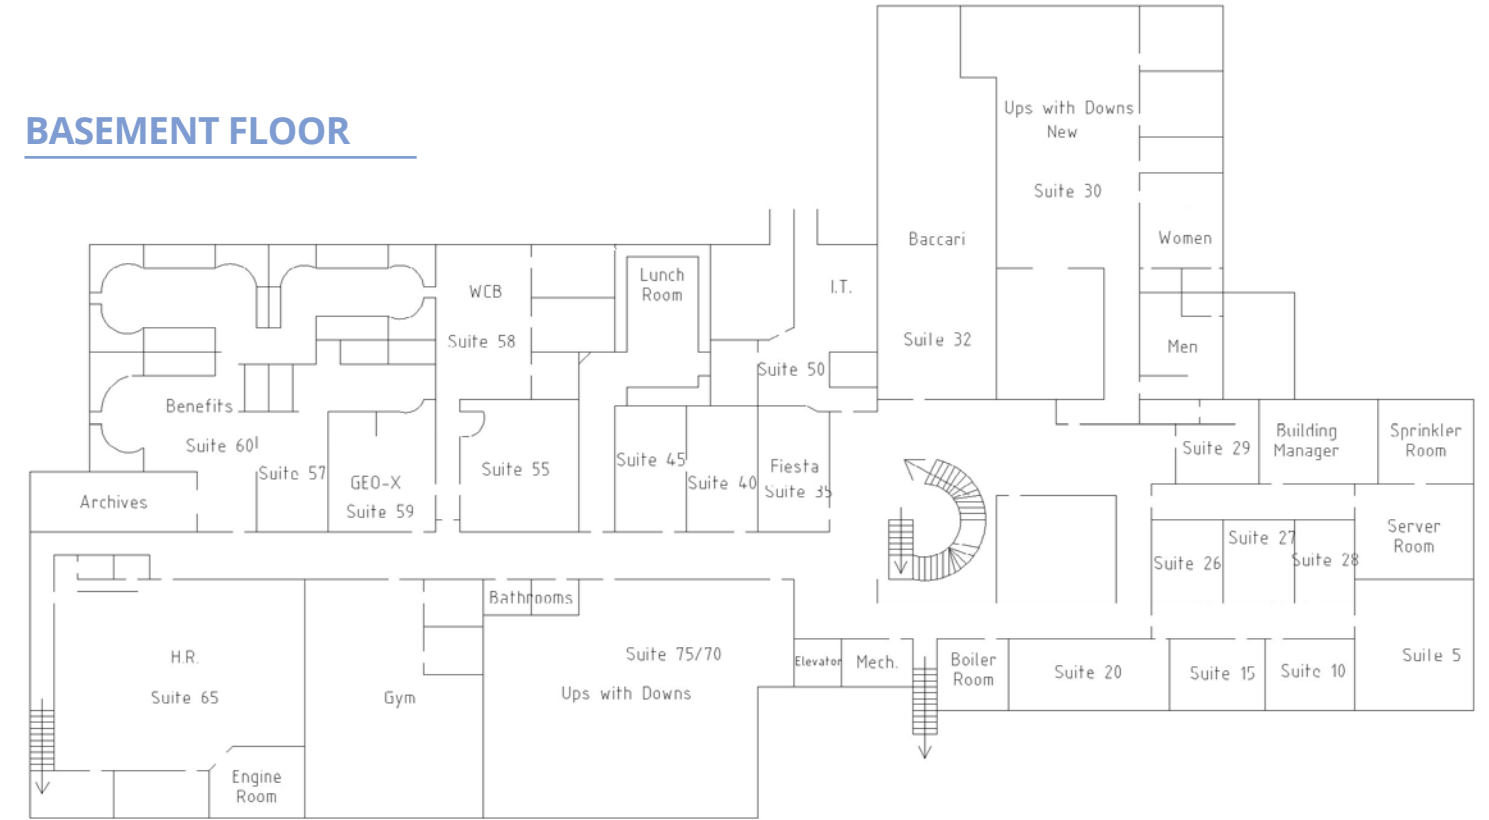 BASEMENT FLOOR
Ups with Downs
New
Suite 30
Baccari
Women
Lunch
Room
I.T.
WCB
Suite 58
Suile 32
Men
Suite 50
Benefits
Suite 60
Suite 57
GEO-X
Suite 59
Archives
Suite 55
Suite 45
Suite 40
Fiesta
Suite 35
Suite 29
Building
Manager
Sprinkler
Room
Server
Room
Suite 27
Suite 26
Suite 28
Bathrooms
H.R.
Suite 65
Gym
Suite 75/70
Ups with Downs
Elevator
Mech.
Boiler
Room
Suite 20
Suite 15
Suite 10
Suile 5
Engine
Room